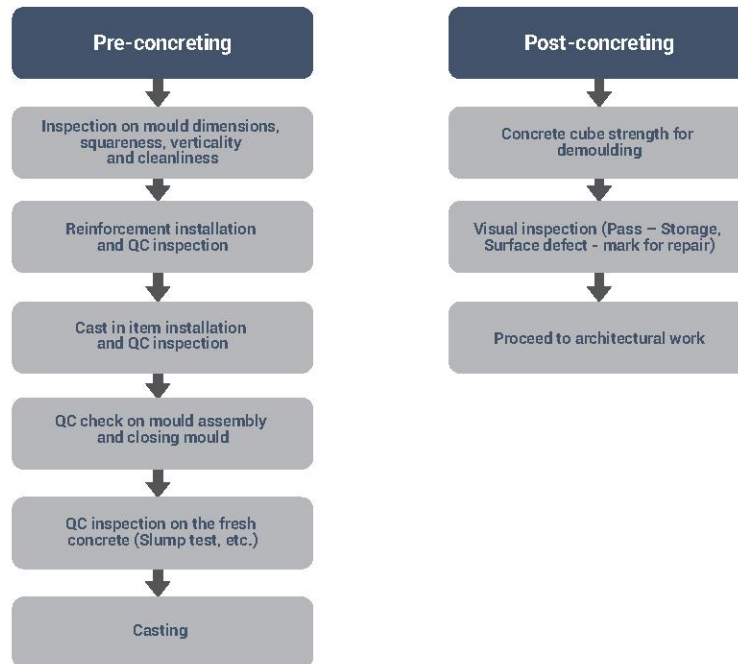 Pre-concreting
Inspection on mould dimensions,
squareness, verticality
and cleanliness
Reinforcement installation
and QC inspection
Cast in item installation
and QC inspection
QC check on mould assembly
and closing mould
QC inspection on the fresh
concrete (Slump test, etc.)
Casting
Post-concreting
Concrete cube strength for
demoulding
Visual inspection (Pass – Storage,
Surface defect - mark for repair)
Proceed to architectural work